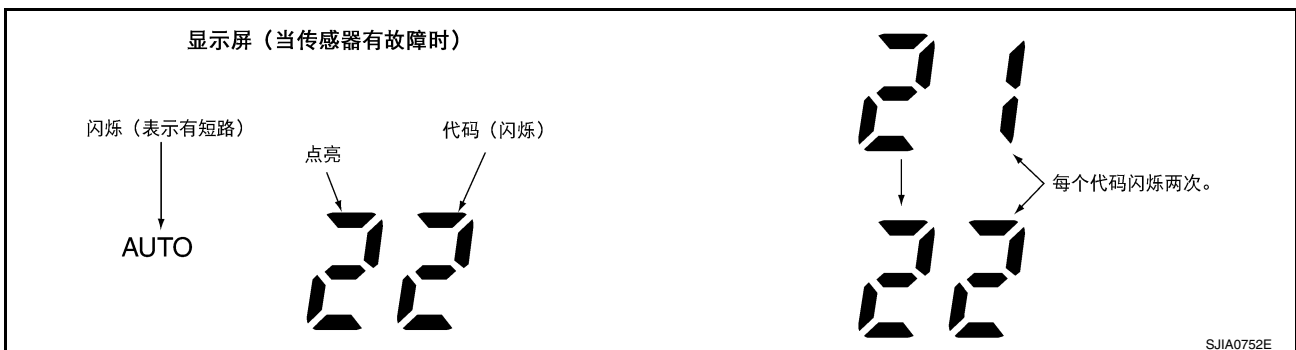 显示屏（当传感器有故障时）
闪烁（表示有短路）
点亮
代码（闪烁）
AUTO
22
21
每个代码闪烁两次。
22
SJIA0752E